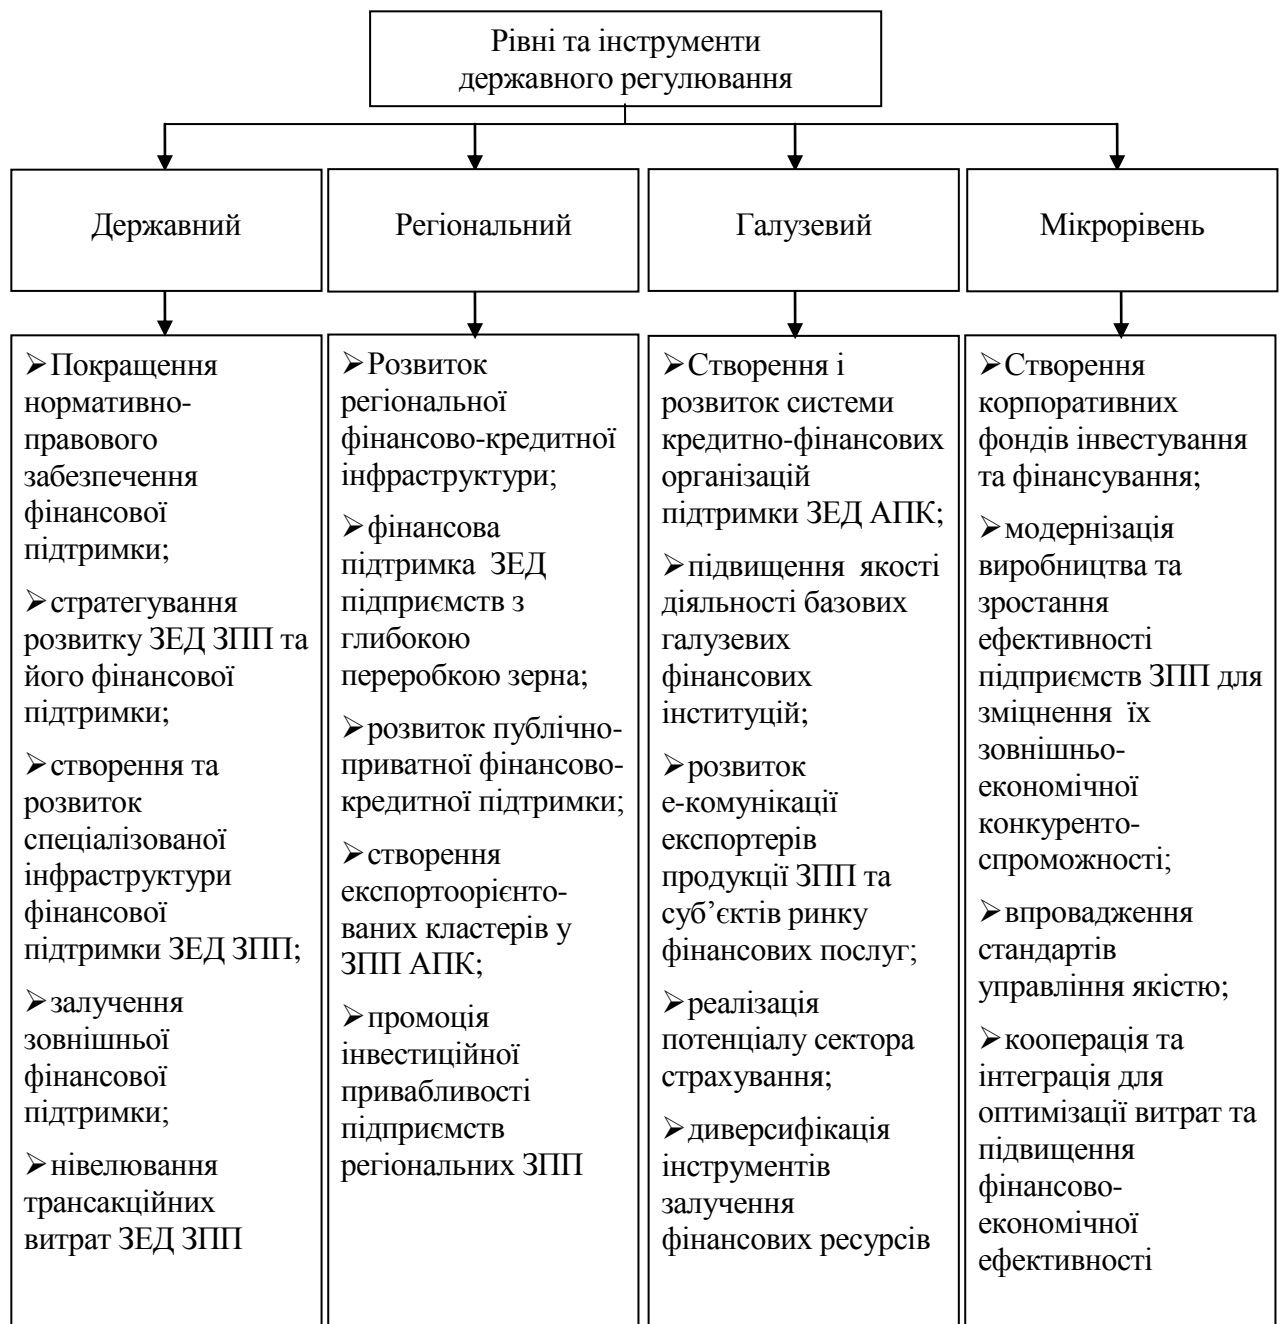 Рівні та інструменти
державного регулювання
Державний
Регіональний
Галузевий
Мікрорівень
➢Покращення
нормативно-
правового
забезпечення
фінансової
підтримки;
➢стратегування
розвитку ЗЕД ЗПП та
його фінансової
підтримки;
➢створення та
розвиток
спеціалізованої
інфраструктури
фінансової
підтримки ЗЕД ЗПП;
➢залучення
зовнішньої
фінансової
підтримки;
➢нівелювання
трансакційних
витрат ЗЕД ЗПП
➢Розвиток
регіональної
фінансово-кредитної
інфраструктури;
➢фінансова
підтримка ЗЕД
підприємств з
глибокою
переробкою зерна;
➢розвиток публічно-
приватної фінансово-
кредитної підтримки;
➢створення
експортоорієнто-
ваних кластерів у
ЗПП АПК;
➢промоція
інвестиційної
привабливості
підприємств
регіональних ЗПП
➢Створення і
розвиток системи
кредитно-фінансових
організацій
підтримки ЗЕД АПК;
➢підвищення якості
діяльності базових
галузевих
фінансових
інституцій;
➢розвиток
е-комунікації
експортерів
продукції ЗПП та
суб’єктів ринку
фінансових послуг;
➢реалізація
потенціалу сектора
страхування;
➢диверсифікація
інструментів
залучення
фінансових ресурсів
➢Створення
корпоративних
фондів інвестування
та фінансування;
➢модернізація
виробництва та
зростання
ефективності
підприємств ЗПП для
зміцнення їх
зовнішньо-
економічної
конкуренто-
спроможності;
➢впровадження
стандартів
управління якістю;
➢кооперація та
інтеграція для
оптимізації витрат та
підвищення
фінансово-
економічної
ефективності